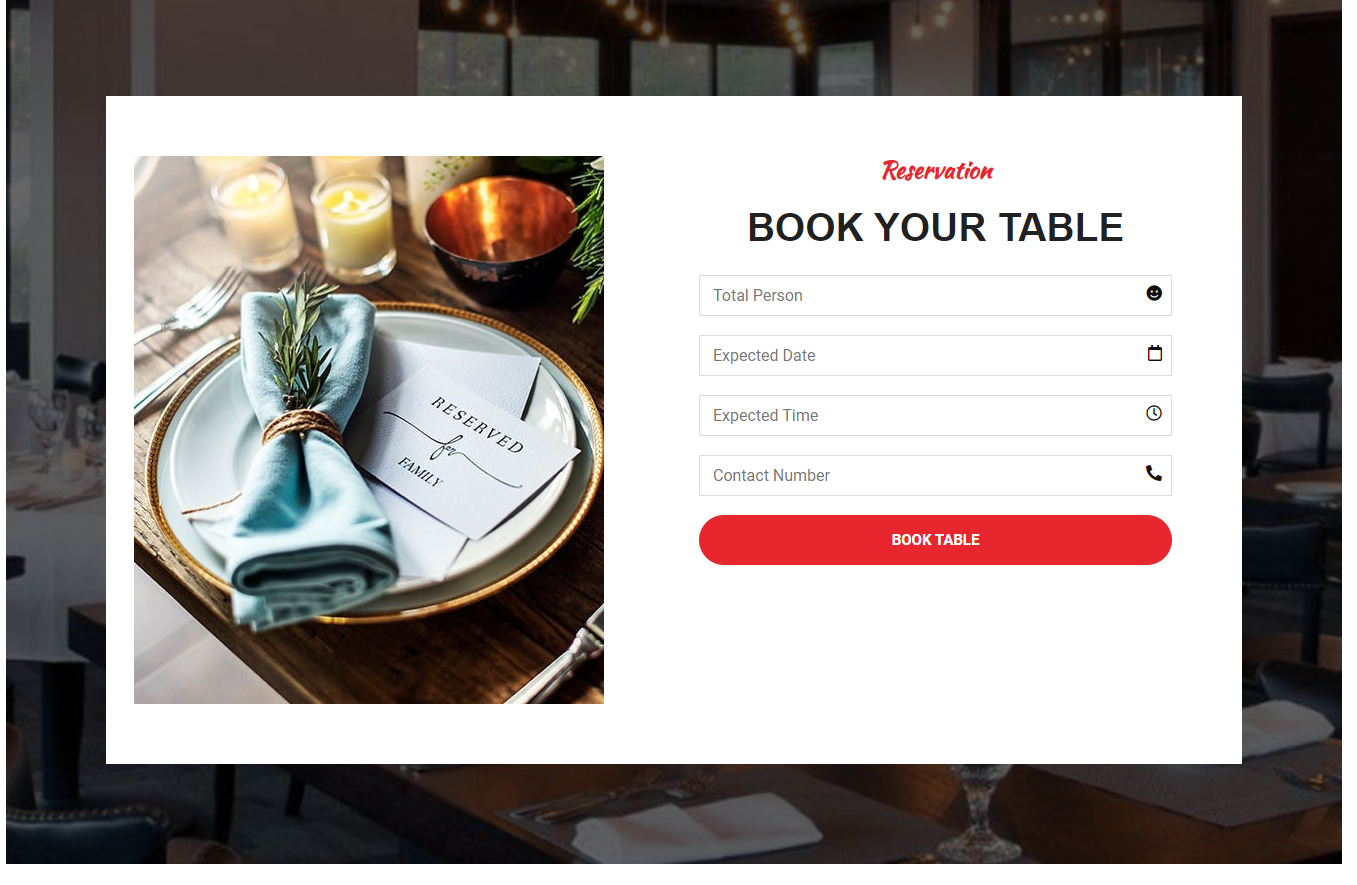 RESERVED
for
FAMILY
Reservation
BOOK YOUR TABLE
Total Person
Expected Date
Expected Time
Contact Number
BOOK TABLE